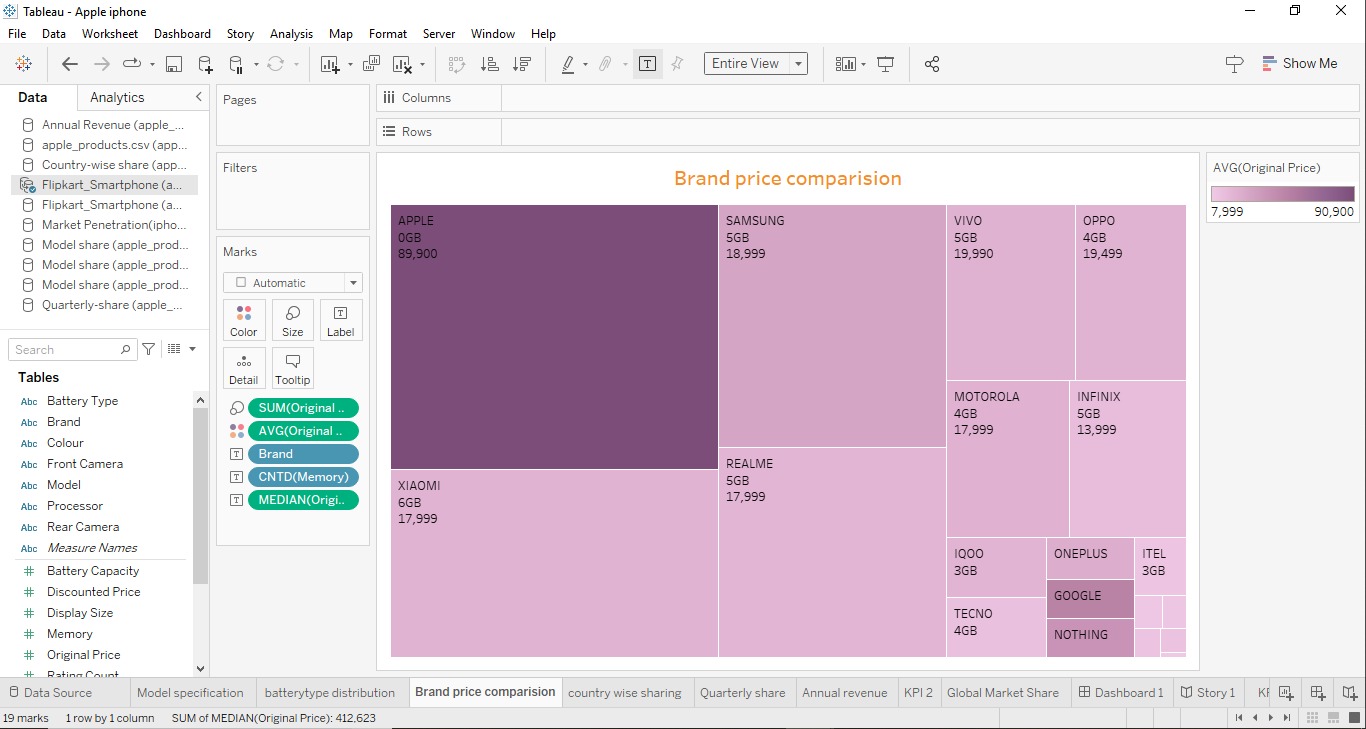 Tableau - Apple iphone
File Data Worksheet Dashboard Story Analysis Map Format Server Window Help
Entire View
Show Me
Data Analytics
Annual Revenue (apple_...
apple_products.csv (app...
Country-wise share (app...
Flipkart_Smartphone (a...
Flipkart_Smartphone (a...
Market Penetration(ipho...
Model share (apple_prod...
Model share (apple_prod...
Model share (apple_prod...
Quarterly-share (apple_...
Search
Tables
Abc Battery Type
Abc Brand
Abc Colour
Abc Front Camera
Abc Model
Abc Processor
Abc Rear Camera
Abc Measure Names
# Battery Capacity
# Discounted Price
# Display Size
# Memory
# Original Price
# Rating Count
Pages
Filters
Marks
Automatic
Color Size Label
Detail Tooltip
SUM(Original ..
AVG(Original ..
Brand
CNTD(Memory)
MEDIAN(Origi..
Columns
Rows
Brand price comparision
APPLE
0GB
89,900
SAMSUNG
5GB
18,999
VIVO
5GB
19,990
OPPO
4GB
19,499
XIAOMI
6GB
17,999
REALME
5GB
17,999
MOTOROLA
4GB
17,999
INFINIX
5GB
13,999
IQOO
3GB
TECNO
4GB
ONEPLUS
GOOGLE
NOTHING
ITEL
3GB
AVG(Original Price)
7,999 90,900
Data Source Model specification batterytype distribution Brand price comparision country wise sharing Quarterly share Annual revenue KPI 2 Global Market Share Dashboard 1 Story 1
19 marks 1 row by 1 column SUM of MEDIAN(Original Price): 412,623